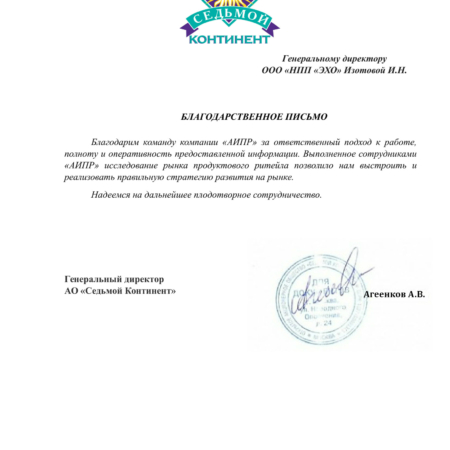 СЕДЬМОЙ
КОНТИНЕНТ
Генеральному директору
ООО «НПП «ЭХО» Изотовой И.Н.
БЛАГОДАРСТВЕННОЕ ПИСЬМО
Благодарим команду компании «АИПР» за ответственный подход к работе,
полноту и оперативность предоставленной информации. Выполненное сотрудниками
«АИПР» исследование рынка продуктового ритейла позволило нам выстроить и
реализовать правильную стратегию развития на рынке.
Надеемся на дальнейшее плодотворное сотрудничество.
Генеральный директор
АО «Седьмой Континент»
Агеенков А.В.